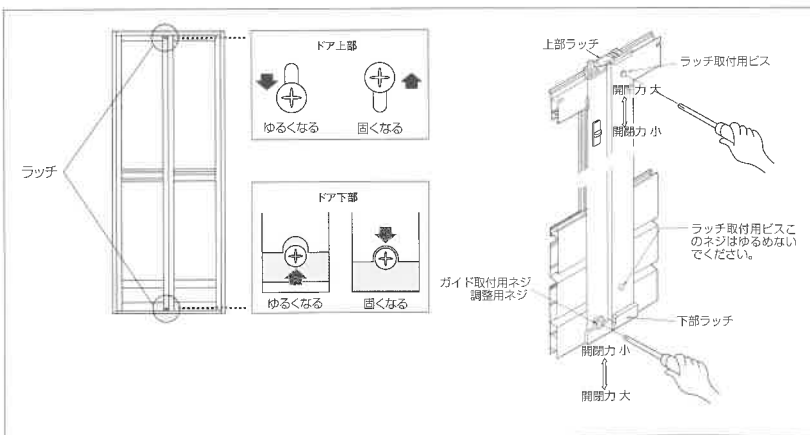 ラッチ
ドア上部
ゆるくなる
固くなる
ドア下部
ゆるくなる
固くなる
上部ラッチ
ラッチ取付用ビス
開閉力 大
開閉力 小
ラッチ取付用ビスこ
のネジはゆるめない
でください。
ガイド取付用ネジ
調整用ネジ
下部ラッチ
開閉力 小
開閉力 大